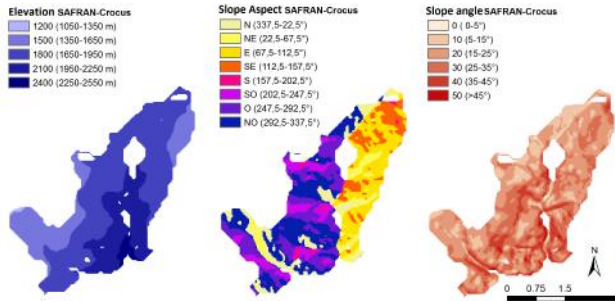 Elevation SAFRAN-Crocus
1200 (1050-1350 m)
1500 (1350-1650 m)
1800 (1650-1950 m)
2100 (1950-2250 m)
2400 (2250-2550 m)
Slope Aspect SAFRAN-Crocus
N (337,5-22,5°)
NE (22,5-67,5°)
E (67,5-112,5°)
SE (112,5-157,5°)
S (157,5-202,5°)
SO (202,5-247,5°)
O (247,5-292,5°)
NO (292,5-337,5°)
Slope angle SAFRAN-Crocus
0 ( 0-5°)
10 (5-15°)
20 (15-25°)
30 (25-35°)
40 (35-45°)
50 (>45°)
N
0 0.75 1.5